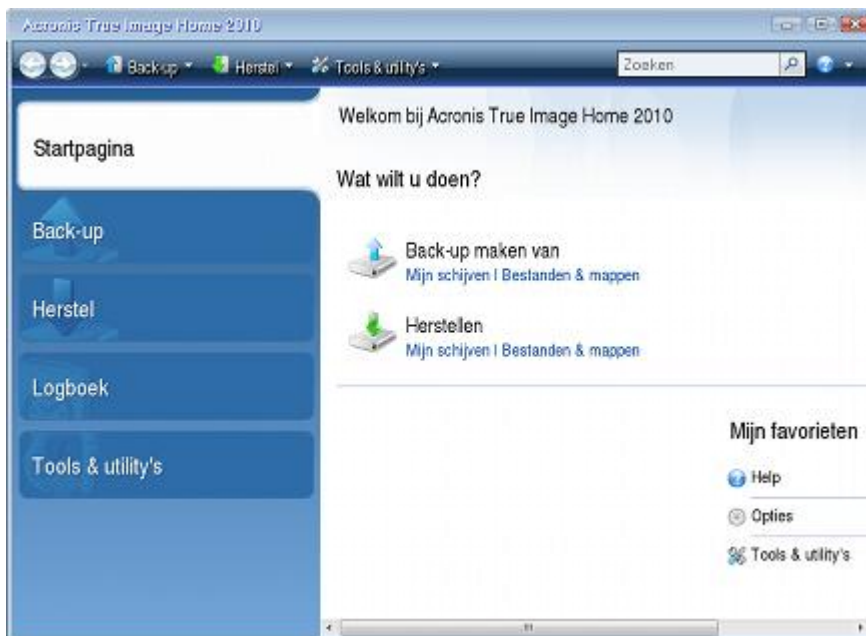 Acronis True Image Home 2010
Back-up Herstel Tools & utility's Zoeken
Startpagina
Back-up
Herstel
Logboek
Tools & utility's
Welkom bij Acronis True Image Home 2010
Wat wilt u doen?
Back-up maken van
Mijn schijven | Bestanden & mappen
Herstellen
Mijn schijven | Bestanden & mappen
Mijn favorieten
Help
Opties
Tools & utility's